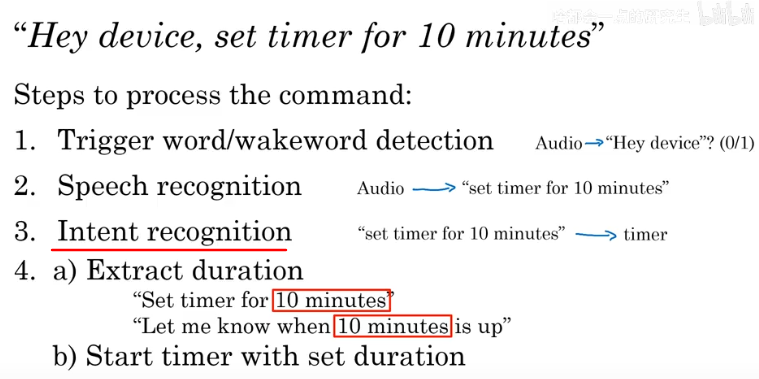 “Hey device, set timer for 10 minutes”
Steps to process the command:
1. Trigger word/wakeword detection Audio→“Hey device”? (0/1)
2. Speech recognition Audio → “set timer for 10 minutes”
3. Intent recognition “set timer for 10 minutes” → timer
4. a) Extract duration
“Set timer for 10 minutes”
“Let me know when 10 minutes is up”
b) Start timer with set duration